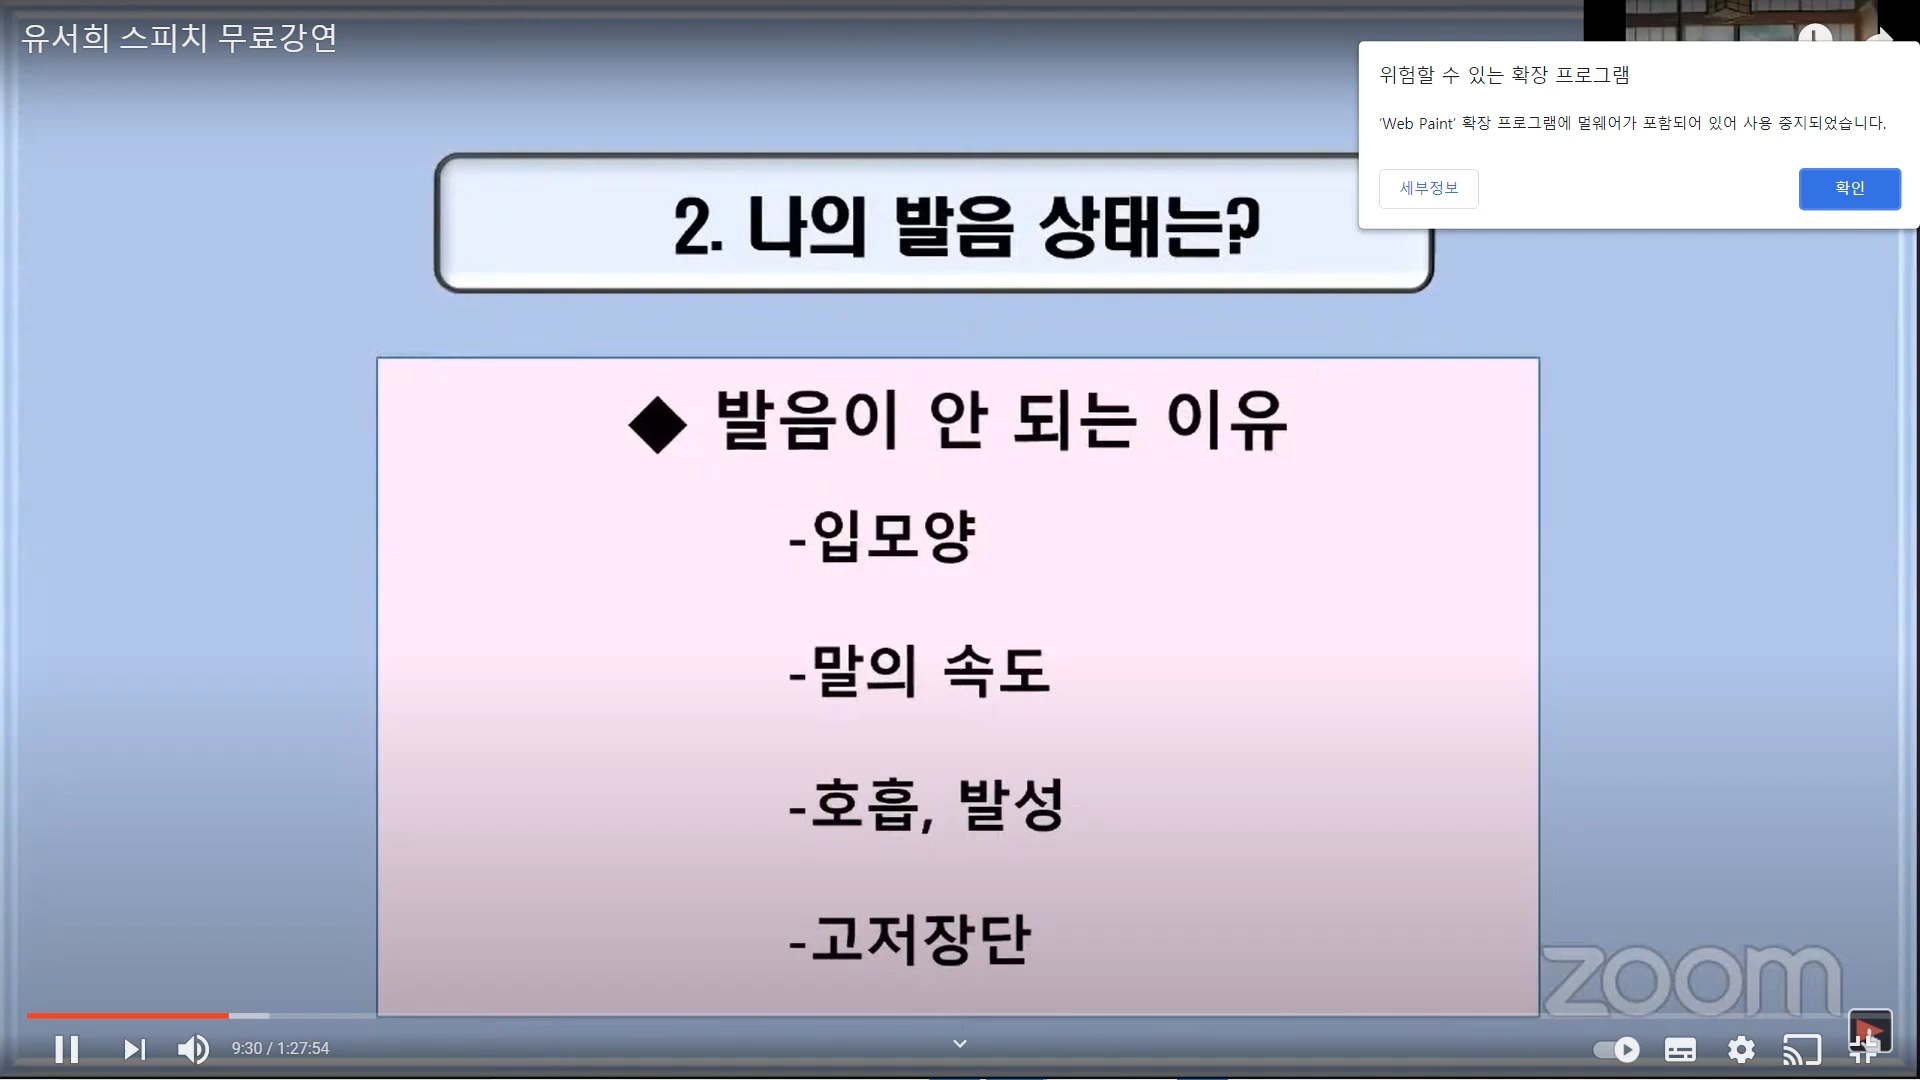 유서희 스피치 무료강연
위험할 수 있는 확장 프로그램
'Web Paint' 확장 프로그램에 멀웨어가 포함되어 있어 사용 중지되었습니다.
세부정보
확인
2. 나의 발음 상태는?
◆ 발음이 안 되는 이유
-입모양
-말의 속도
-호흡, 발성
-고저장단
zoom
9:30 / 1:27:54